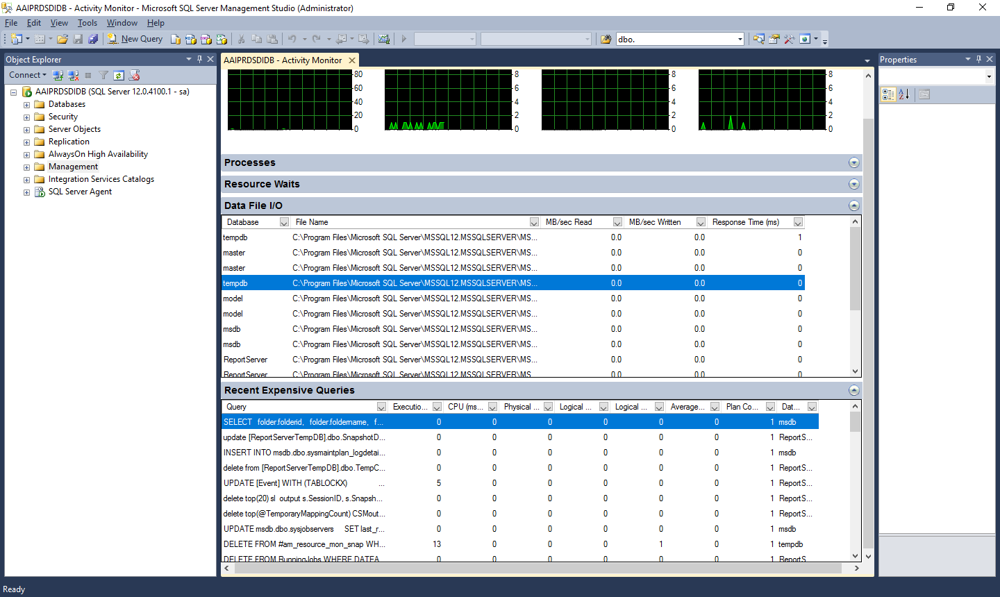 AAIPRDSDIDB - Activity Monitor - Microsoft SQL Server Management Studio (Administrator)
File Edit View Tools Window Help
New Query dbo.
Object Explorer
Connect
AAIPRDSDIDB (SQL Server 12.0.4100.1 - sa)
Databases
Security
Server Objects
Replication
AlwaysOn High Availability
Management
Integration Services Catalogs
SQL Server Agent
AAIPRDSDIDB - Activity Monitor
80 8 8 8
60 6 6 6
40 4 4 4
20 2 2 2
0 0 0 0
Processes
Resource Waits
Data File I/O
Database File Name MB/sec Read MB/sec Written Response Time (ms)
tempdb C:\Program Files\Microsoft SQL Server\MSSQL12.MSSQLSERVER\MS... 0.0 0.0 1
master C:\Program Files\Microsoft SQL Server\MSSQL12.MSSQLSERVER\MS... 0.0 0.0 0
master C:\Program Files\Microsoft SQL Server\MSSQL12.MSSQLSERVER\MS... 0.0 0.0 0
tempdb C:\Program Files\Microsoft SQL Server\MSSQL12.MSSQLSERVER\MS... 0.0 0.0 0
model C:\Program Files\Microsoft SQL Server\MSSQL12.MSSQLSERVER\MS... 0.0 0.0 0
model C:\Program Files\Microsoft SQL Server\MSSQL12.MSSQLSERVER\MS... 0.0 0.0 0
msdb C:\Program Files\Microsoft SQL Server\MSSQL12.MSSQLSERVER\MS... 0.0 0.0 0
msdb C:\Program Files\Microsoft SQL Server\MSSQL12.MSSQLSERVER\MS... 0.0 0.0 0
ReportServer C:\Program Files\Microsoft SQL Server\MSSQL12.MSSQLSERVER\MS... 0.0 0.0 0
ReportServer C:\Program Files\Microsoft SQL Server\MSSQL12.MSSQLSERVER\MS 0.0 0.0 0
Recent Expensive Queries
Query Executio... CPU (ms... Physical ... Logical ... Logical ... Average... Plan Co... Dat...
SELECT folder.folderid, folder.foldername, f... 0 0 0 0 0 0 1 msdb
update [ReportServerTempDB].dbo.SnapshotD... 0 0 0 0 0 0 1 ReportS...
INSERT INTO msdb.dbo.sysmaintplan_logdetai... 0 0 0 0 0 0 1 msdb
delete from [ReportServerTempDB].dbo.TempC... 0 0 0 0 0 0 1 ReportS...
UPDATE [Event] WITH (TABLOCKX) ... 5 0 0 0 0 0 1 ReportS...
delete top(20) sl output s.SessionID, s.Snapsh... 0 0 0 0 0 0 1 ReportS...
delete top(@TemporaryMappingCount) CSMout... 0 0 0 0 0 0 1 ReportS...
UPDATE msdb.dbo.sysjobservers SET last_r... 0 0 0 0 0 0 1 msdb
DELETE FROM #am_resource_mon_snap WH... 13 0 0 0 1 0 1 tempdb
DELETE FROM RunningJobs WHERE DATEA 0 0 0 0 0 0 1 ReportS
Properties
Ready